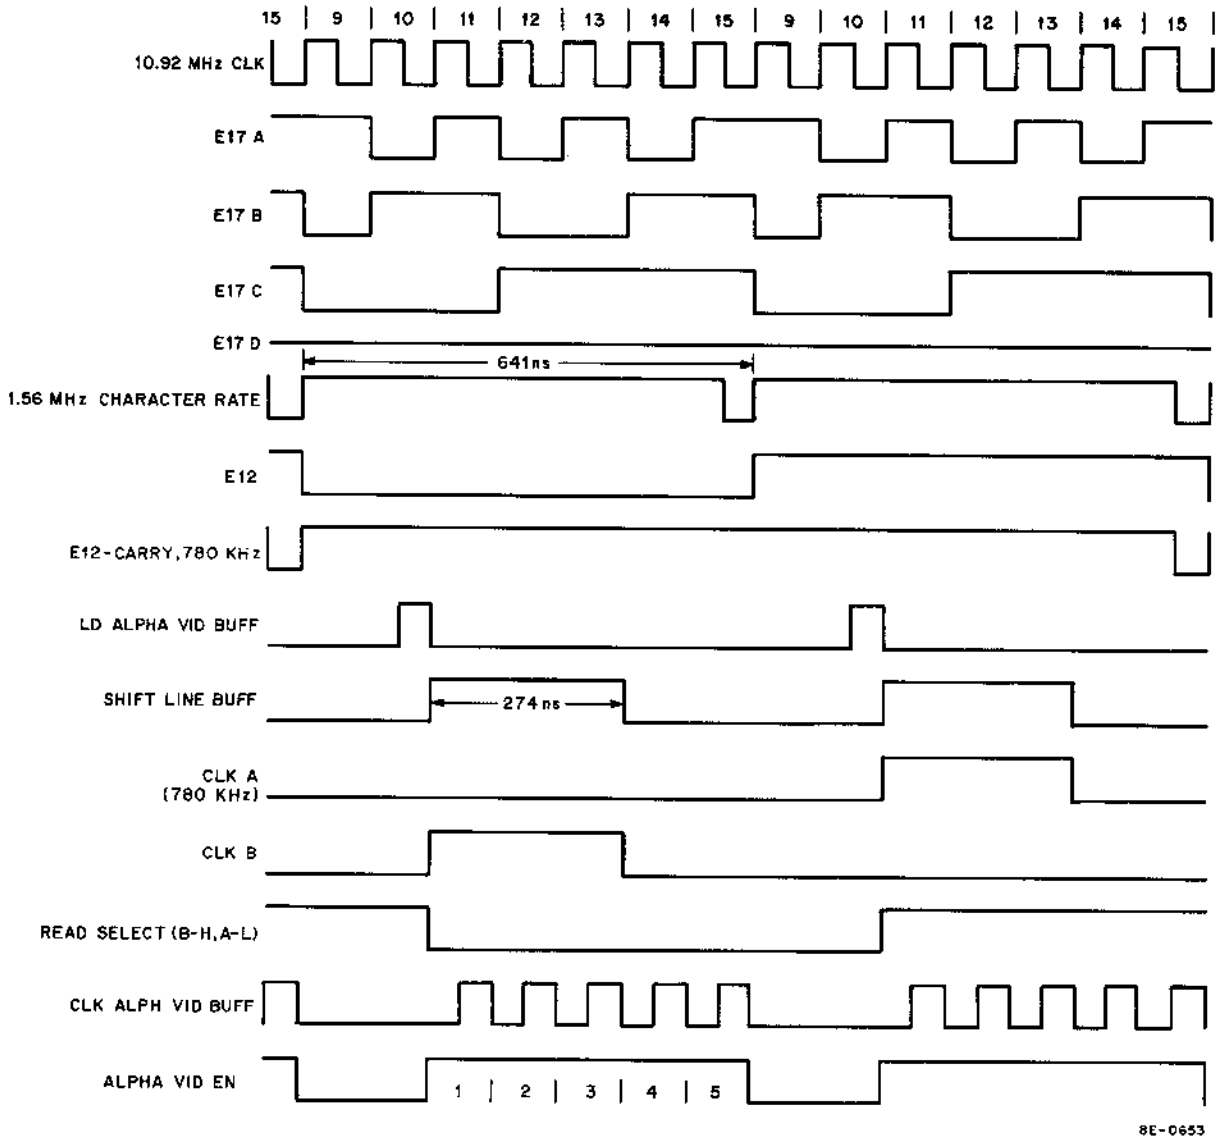 15 | 9 | 10 | 11 | 12 | 13 | 14 | 15 | 9 | 10 | 11 | 12 | 13 | 14 | 15 |
10.92 MHz CLK
E17 A
E17 B
E17 C
E17 D
641ns
1.56 MHz CHARACTER RATE
E12
E12-CARRY, 780 KHz
LD ALPHA VID BUFF
SHIFT LINE BUFF
274ns
CLK A
(780 KHz)
CLK B
READ SELECT (B-H,A-L)
CLK ALPH VID BUFF
ALPHA VID EN
1 | 2 | 3 | 4 | 5
8E-0653